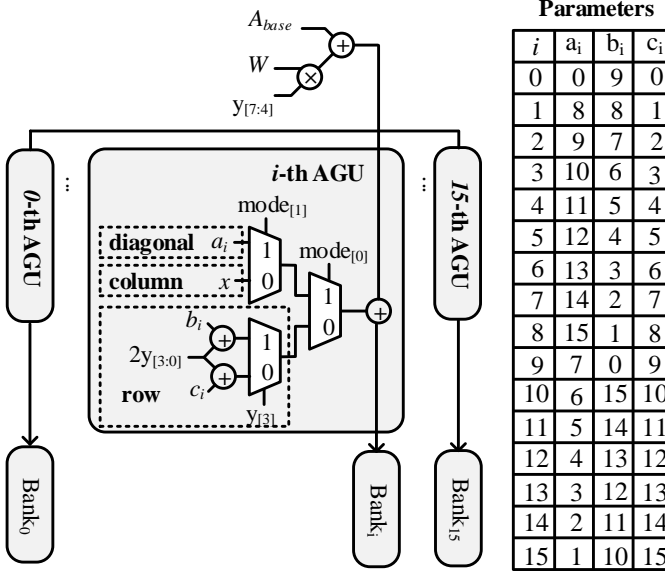 A_base
W
y[7:4]
+
×
0-th AGU
...
i-th AGU
...
15-th AGU
mode[1]
diagonal a_i 1
mode[0]
column x 0
1
0
+
b_i
+
1
2y[3:0]
0
+
row c_i
y[3]
Bank_0
Bank_i
Bank_15
Parameters
i a_i b_i c_i
0 0 9 0
1 8 8 1
2 9 7 2
3 10 6 3
4 11 5 4
5 12 4 5
6 13 3 6
7 14 2 7
8 15 1 8
9 7 0 9
10 6 15 10
11 5 14 11
12 4 13 12
13 3 12 13
14 2 11 14
15 1 10 15